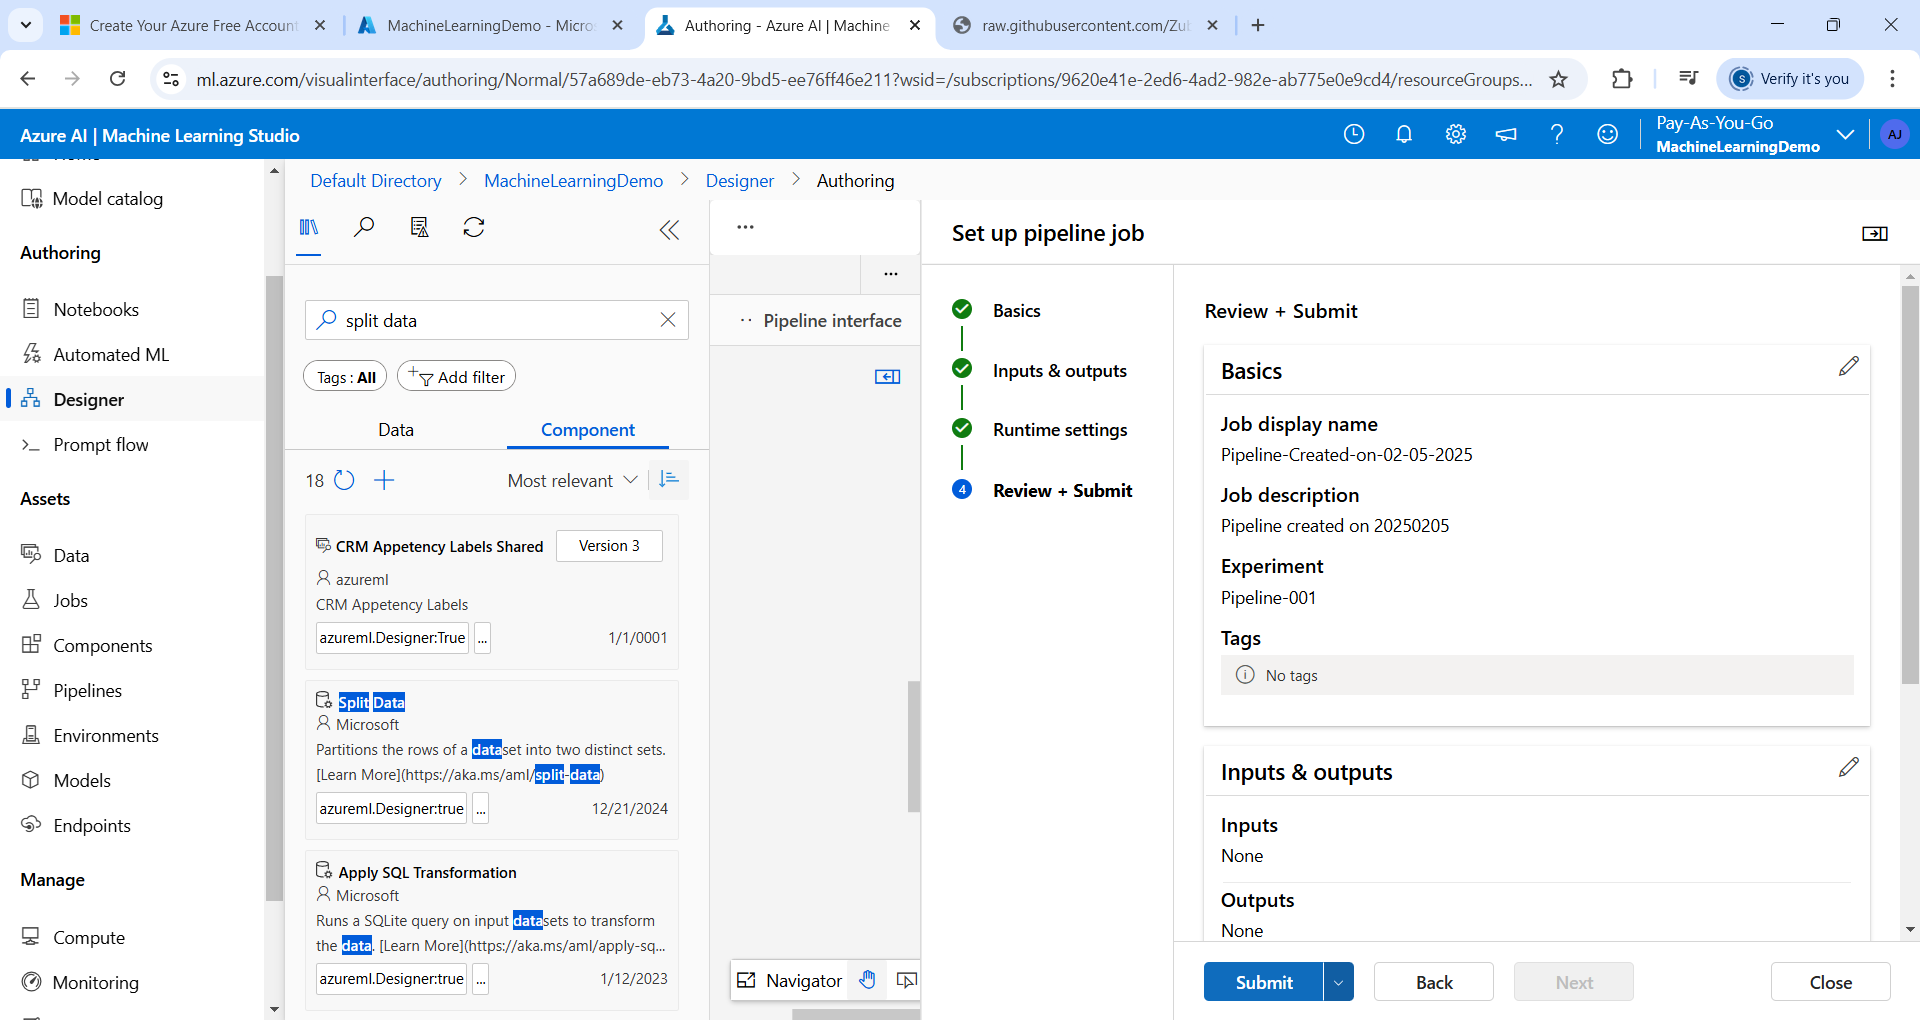 Create Your Azure Free Account
MachineLearningDemo - Micros
Authoring - Azure AI | Machine
raw.githubusercontent.com/Zub
ml.azure.com/visualinterface/authoring/Normal/57a689de-eb73-4a20-9bd5-ee76ff46e211?wsid=/subscriptions/9620e41e-2ed6-4ad2-982e-ab775e0e9cd4/resourceGroups...
S
Verify it's you
Azure AI | Machine Learning Studio
Pay-As-You-Go
MachineLearningDemo
AJ
Home
Model catalog
Authoring
Notebooks
Automated ML
Designer
Prompt flow
Assets
Data
Jobs
Components
Pipelines
Environments
Models
Endpoints
Manage
Compute
Monitoring
Default Directory > MachineLearningDemo > Designer > Authoring
split data
Tags : All
Add filter
Data
Component
18
Most relevant
CRM Appetency Labels Shared
Version 3
azureml
CRM Appetency Labels
azureml.Designer:True
...
1/1/0001
Split Data
Microsoft
Partitions the rows of a dataset into two distinct sets.
[Learn More](https://aka.ms/aml/split-data)
azureml.Designer:true
...
12/21/2024
Apply SQL Transformation
Microsoft
Runs a SQLite query on input datasets to transform
the data. [Learn More](https://aka.ms/aml/apply-sq...
azureml.Designer:true
...
1/12/2023
...
...
Pipeline interface
Navigator
Set up pipeline job
Basics
Inputs & outputs
Runtime settings
4
Review + Submit
Review + Submit
Basics
Job display name
Pipeline-Created-on-02-05-2025
Job description
Pipeline created on 20250205
Experiment
Pipeline-001
Tags
No tags
Inputs & outputs
Inputs
None
Outputs
None
Submit
Back
Next
Close